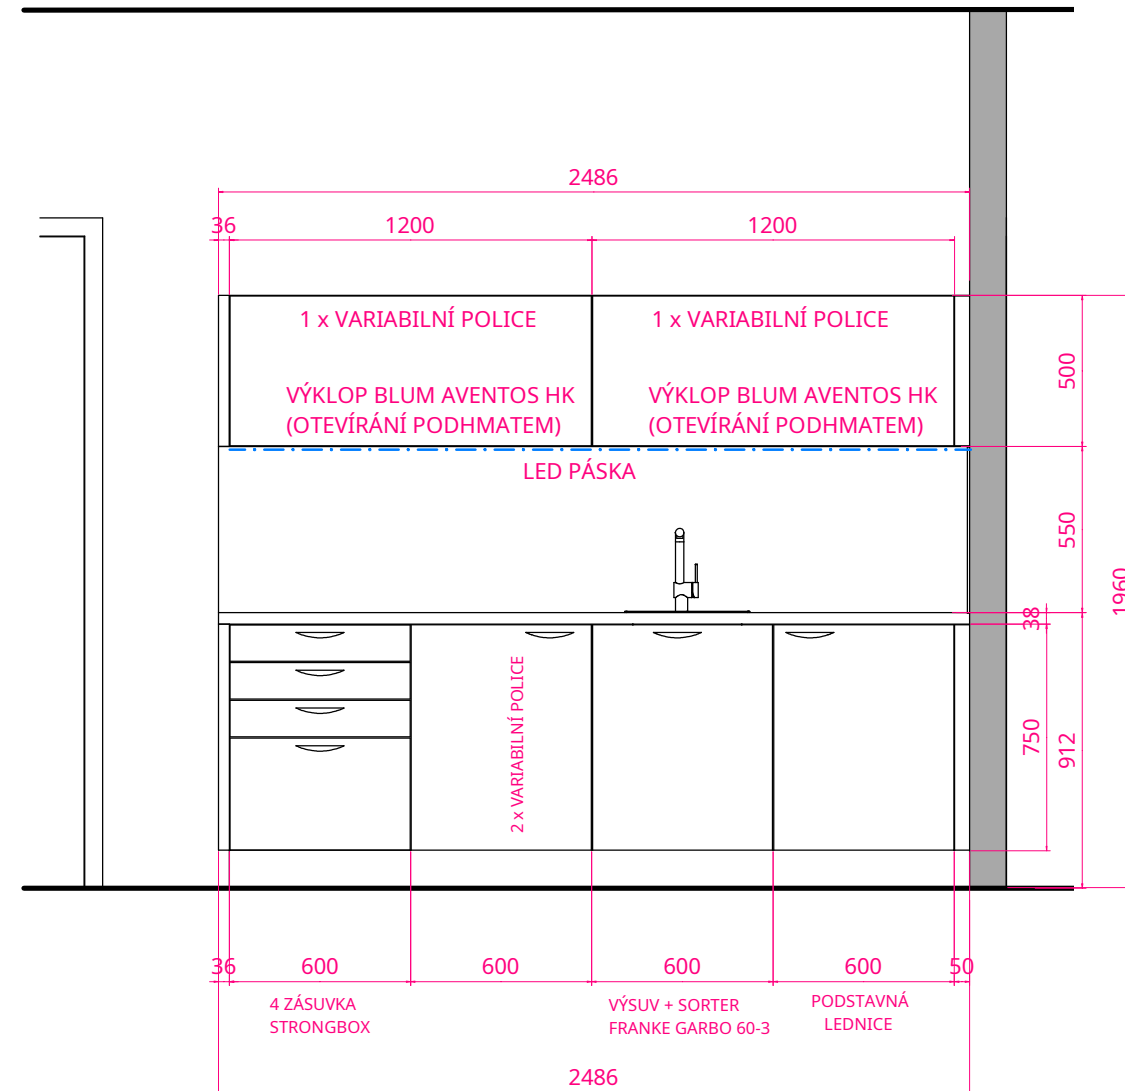 2486
36
1200
1200
1 x VARIABILNÍ POLICE
1 x VARIABILNÍ POLICE
VÝKLOP BLUM AVENTOS HK
(OTEVÍRÁNÍ PODHMATEM)
VÝKLOP BLUM AVENTOS HK
(OTEVÍRÁNÍ PODHMATEM)
500
LED PÁSKA
550
1960
38
2 x VARIABILNÍ POLICE
750
912
36
600
600
600
600
50
4 ZÁSUVKA
STRONGBOX
VÝSUV + SORTER
FRANKE GARBO 60-3
PODSTAVNÁ
LEDNICE
2486